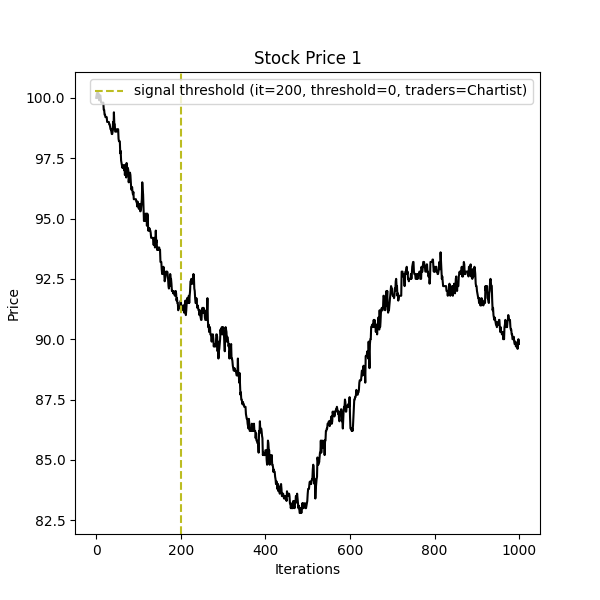 Stock Price 1
signal threshold (it=200, threshold=0, traders=Chartist)
100.0
97.5
95.0
92.5
90.0
87.5
85.0
82.5
Price
0 200 400 600 800 1000
Iterations